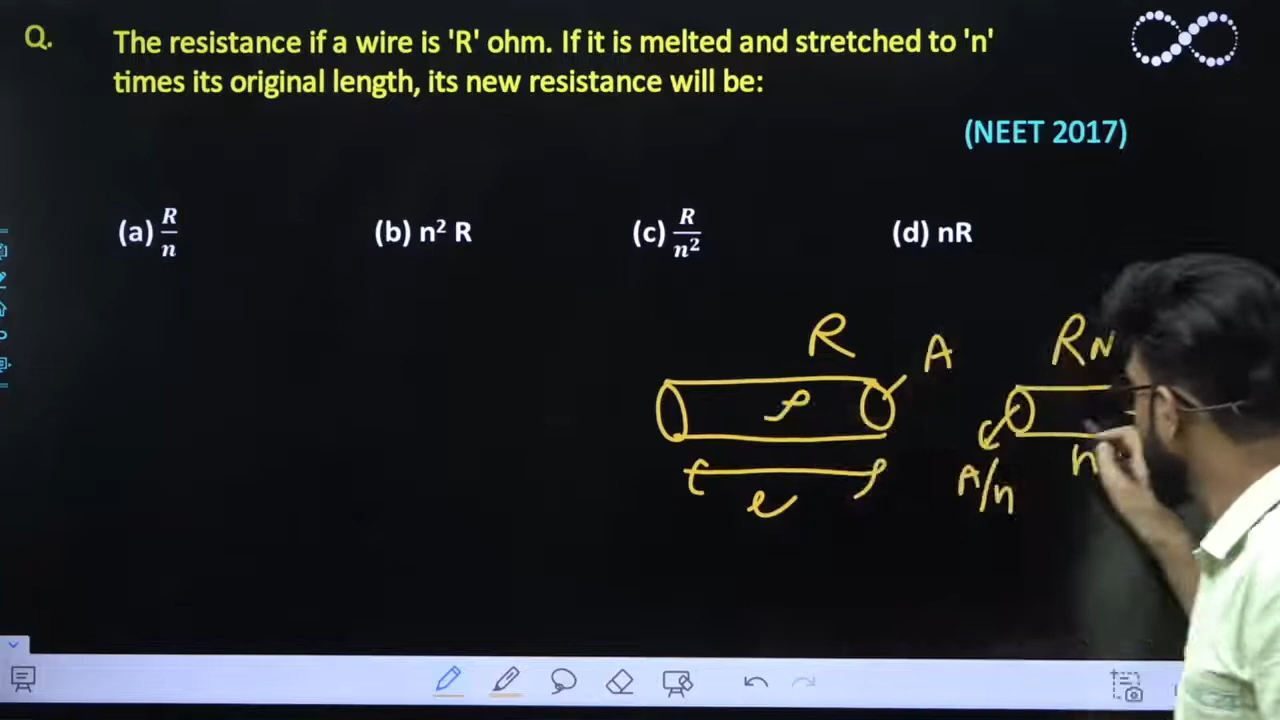 Q. The resistance if a wire is 'R' ohm. If it is melted and stretched to 'n'
times its original length, its new resistance will be:
(NEET 2017)
(a) R/n (b) n² R (c) R/n² (d) nR
R A RN
ρ
A/n n
l